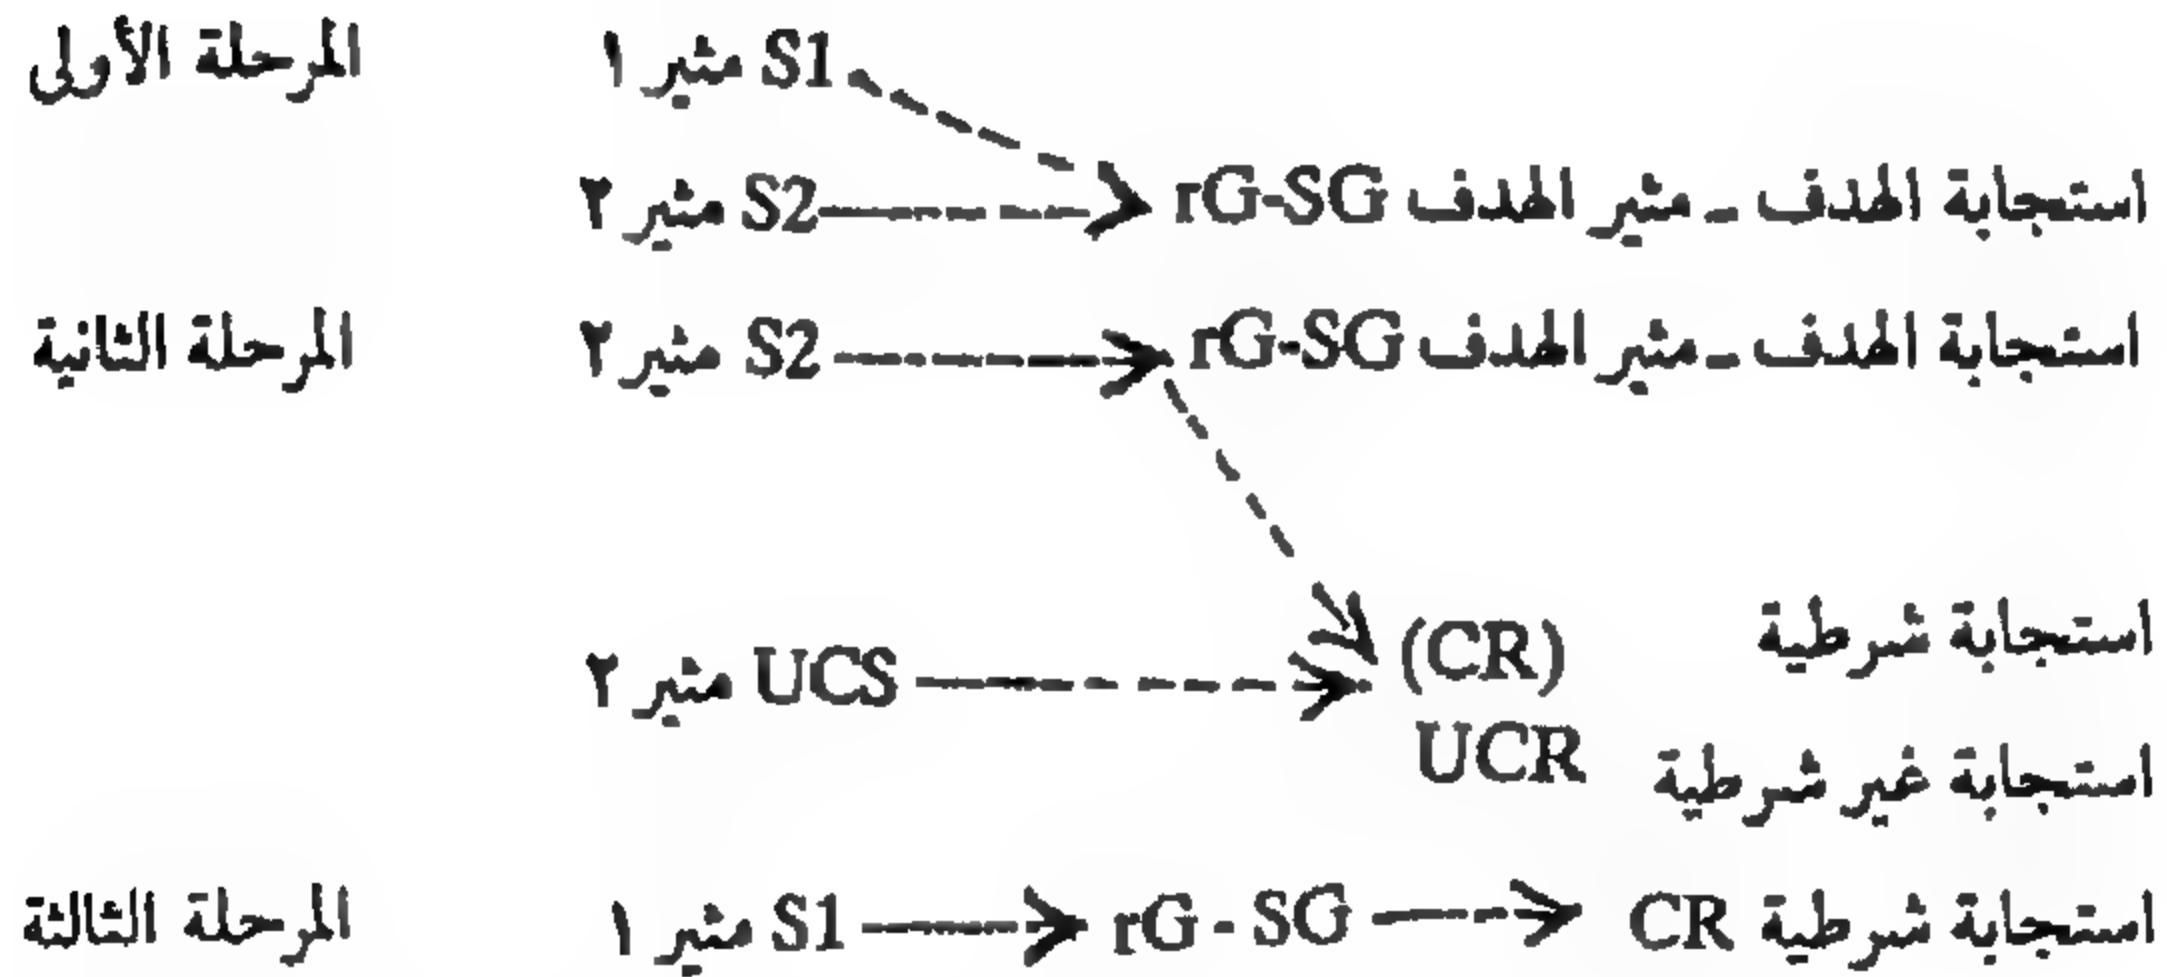 المرحلة الأولى مثير ١ S1
مثير ٢ S2 rG-SG استجابة الهدف - مثير الهدف
المرحلة الثانية مثير ٢ S2 rG-SG استجابة الهدف - مثير الهدف
استجابة شرطية
مثير ٢ UCS (CR)
UCR استجابة غير شرطية
المرحلة الثالثة مثير ١ S1 rG - SG CR استجابة شرطية